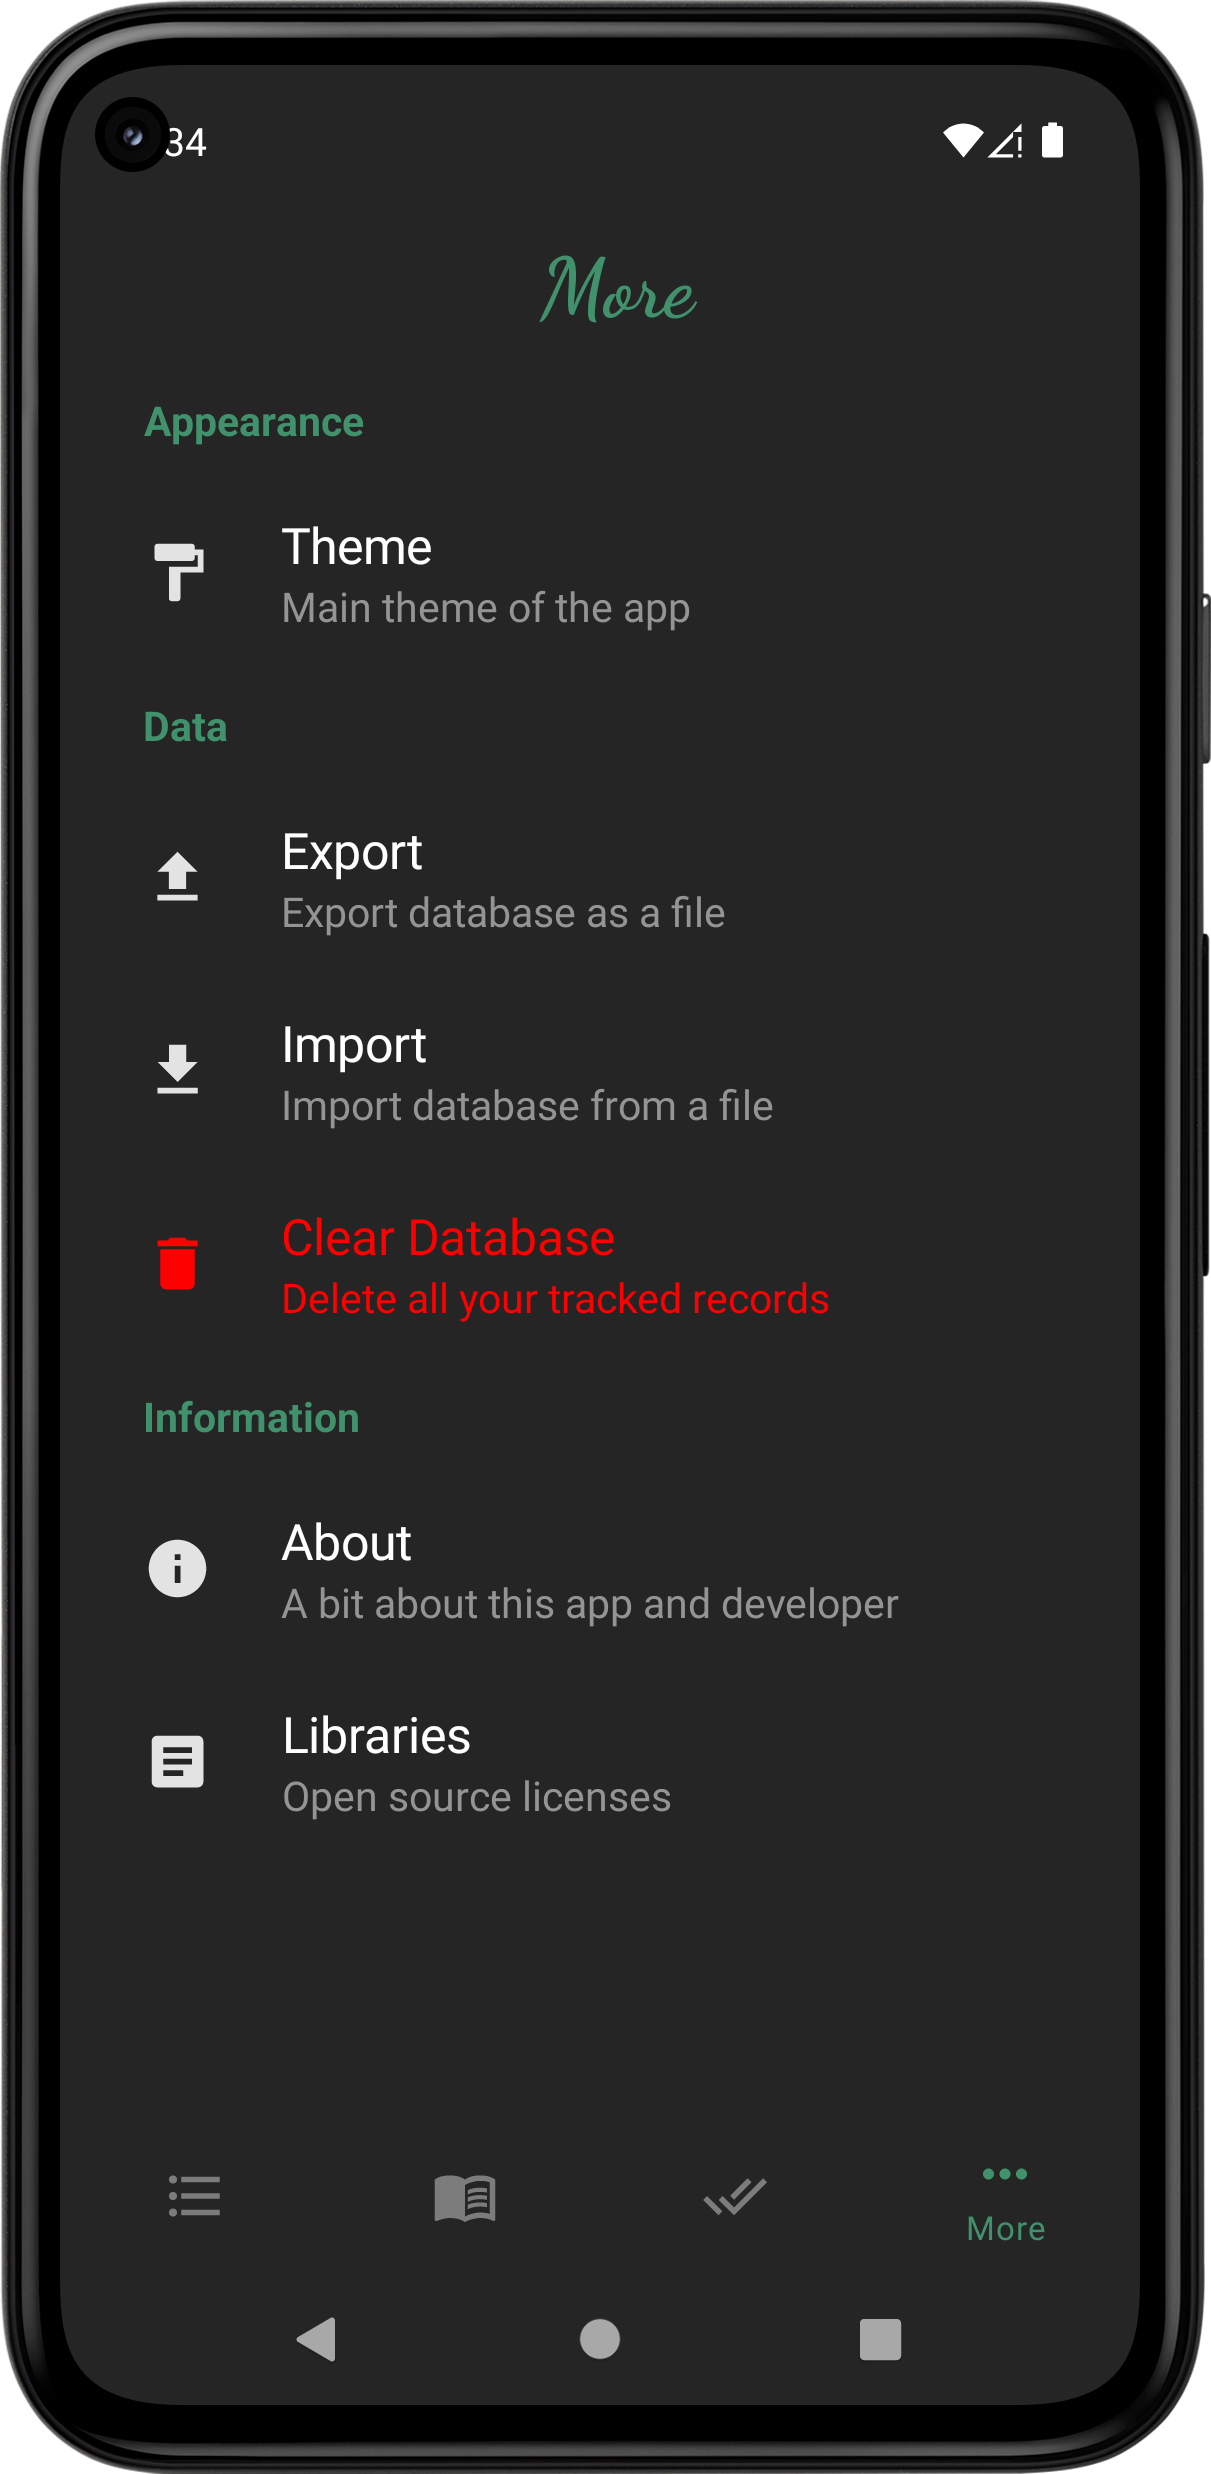 34
More
Appearance
Theme
Main theme of the app
Data
Export
Export database as a file
Import
Import database from a file
Clear Database
Delete all your tracked records
Information
About
A bit about this app and developer
Libraries
Open source licenses
More